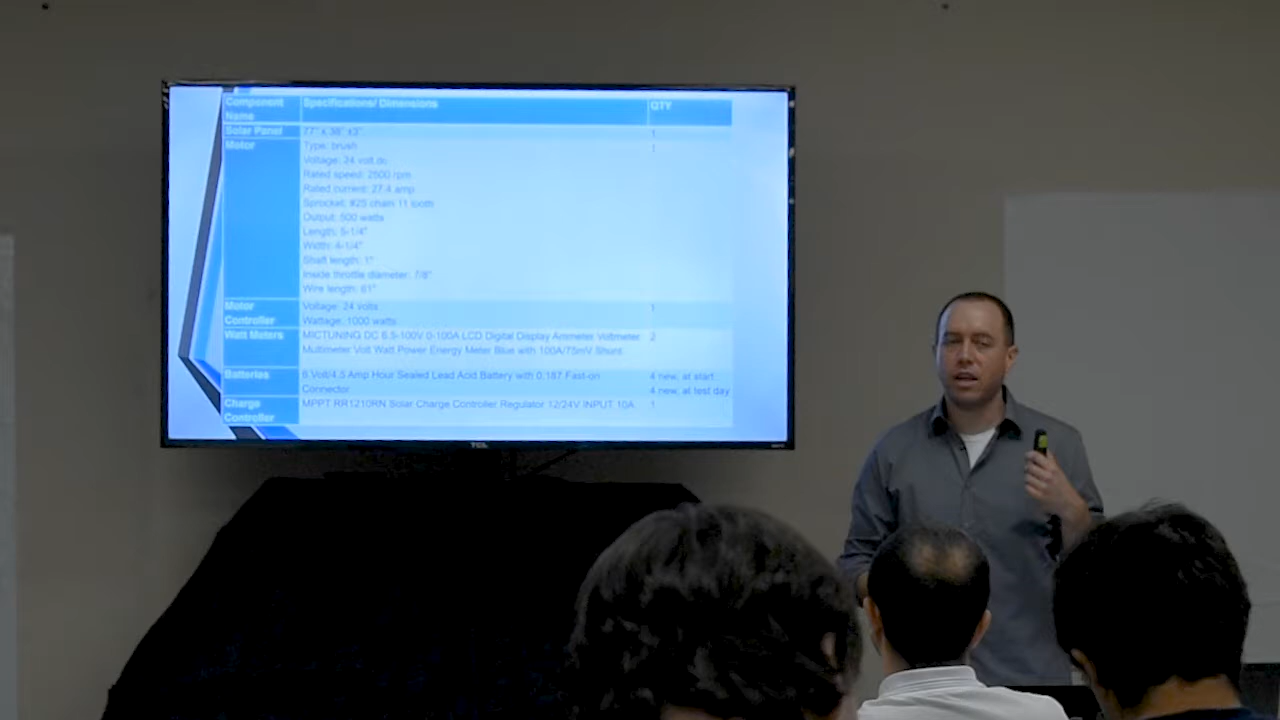 Component Specifications/ Dimensions QTY
Name
Solar Panel 77" x 38" x3" 1
Motor Type: brush 1
Voltage: 24 volt dc
Rated speed: 2500 rpm
Rated current: 27.4 amp
Sprocket: #25 chain 11 tooth
Output: 500 watts
Length: 5-1/4"
Width: 4-1/4"
Shaft length: 1"
Inside throttle diameter: 7/8"
Wire length: 61"
Motor Voltage: 24 volts 1
Controller Wattage: 1000 watts
Watt Meters MICTUNING DC 6.5-100V 0-100A LCD Digital Display Ammeter Voltmeter 2
Multimeter Volt Watt Power Energy Meter Blue with 100A/75mV Shunt
Batteries 6 Volt/4.5 Amp Hour Sealed Lead Acid Battery with 0.187 Fast-on 4 new, at start
Connector 4 new, at test day
Charge MPPT RR1210RN Solar Charge Controller Regulator 12/24V INPUT 10A 1
Controller
TCL